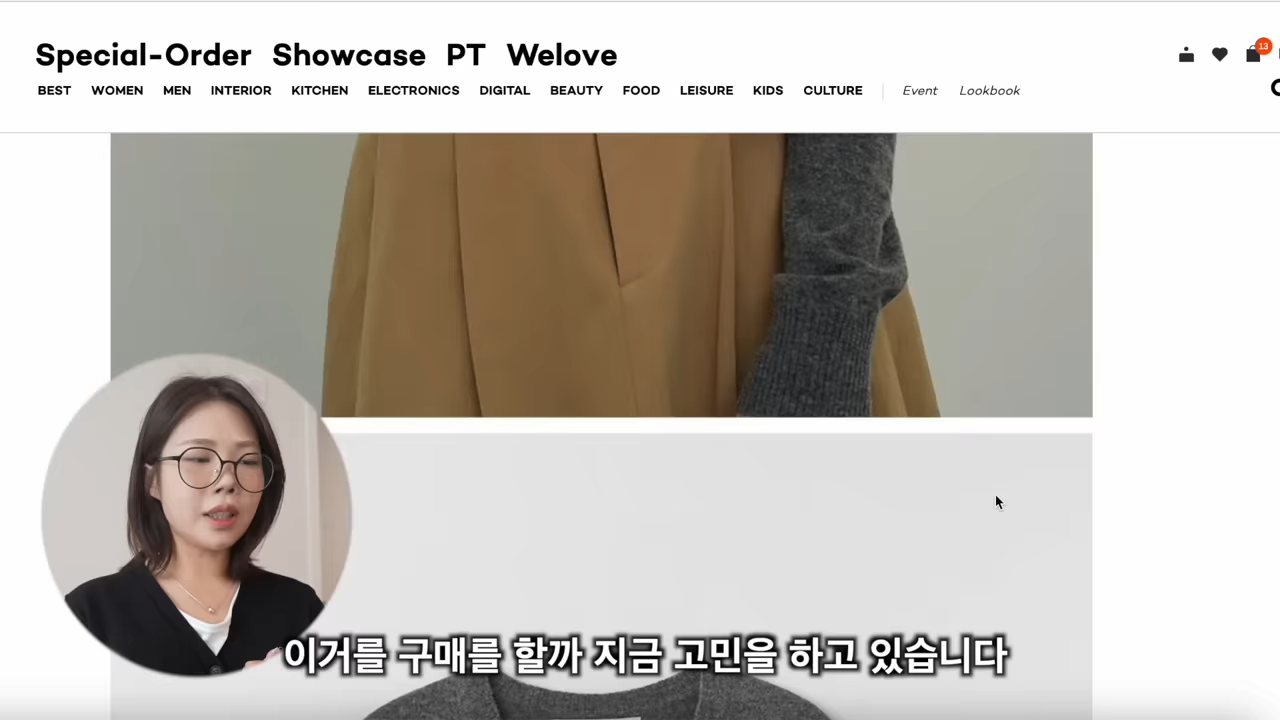 Special-Order Showcase PT Welove
13
BEST WOMEN MEN INTERIOR KITCHEN ELECTRONICS DIGITAL BEAUTY FOOD LEISURE KIDS CULTURE Event Lookbook
이거를 구매를 할까 지금 고민을 하고 있습니다